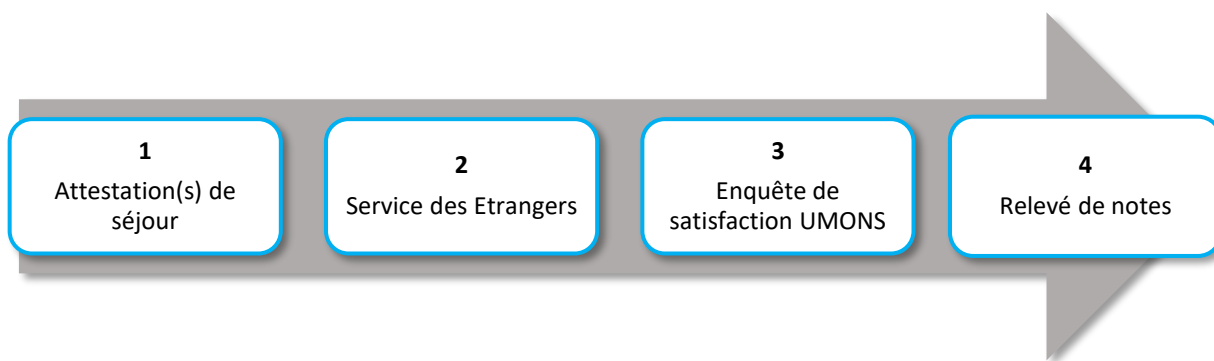 1
Attestation(s) de
séjour
2
Service des Etrangers
3
Enquête de
satisfaction UMONS
4
Relevé de notes